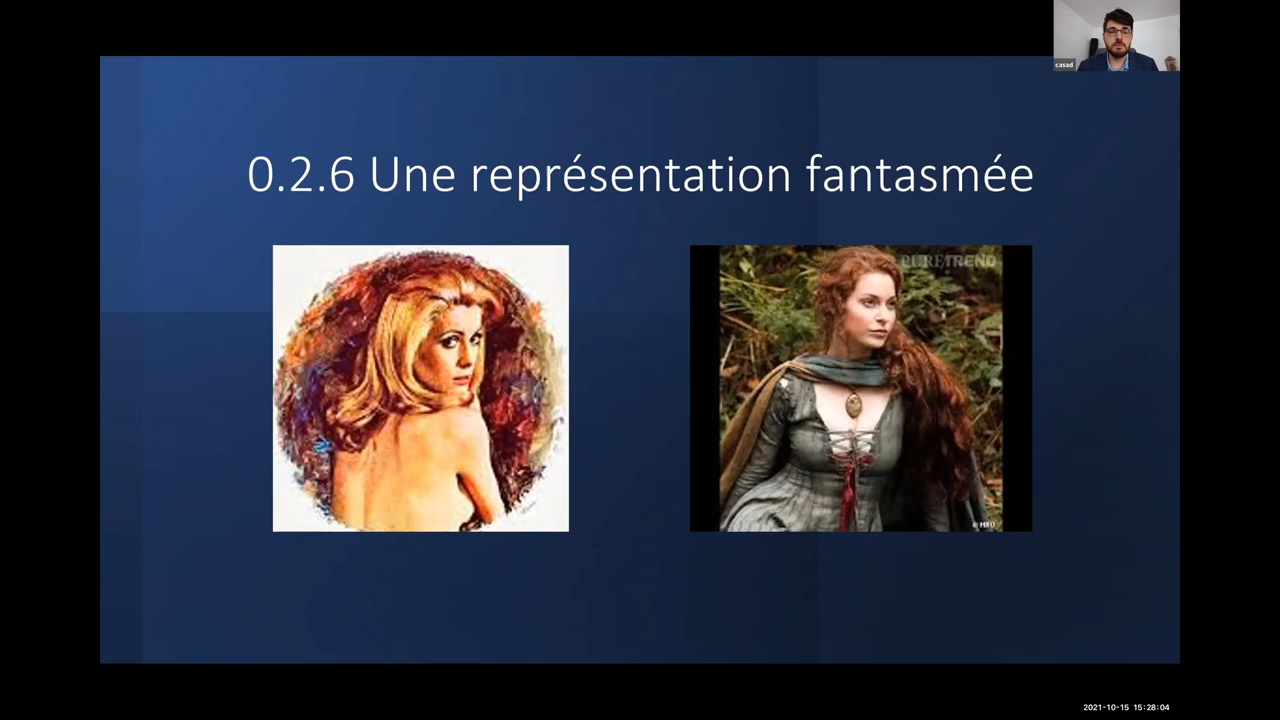 casad
0.2.6 Une représentation fantasmée
PURETREND
© HBO
2021-10-15 15:28:04